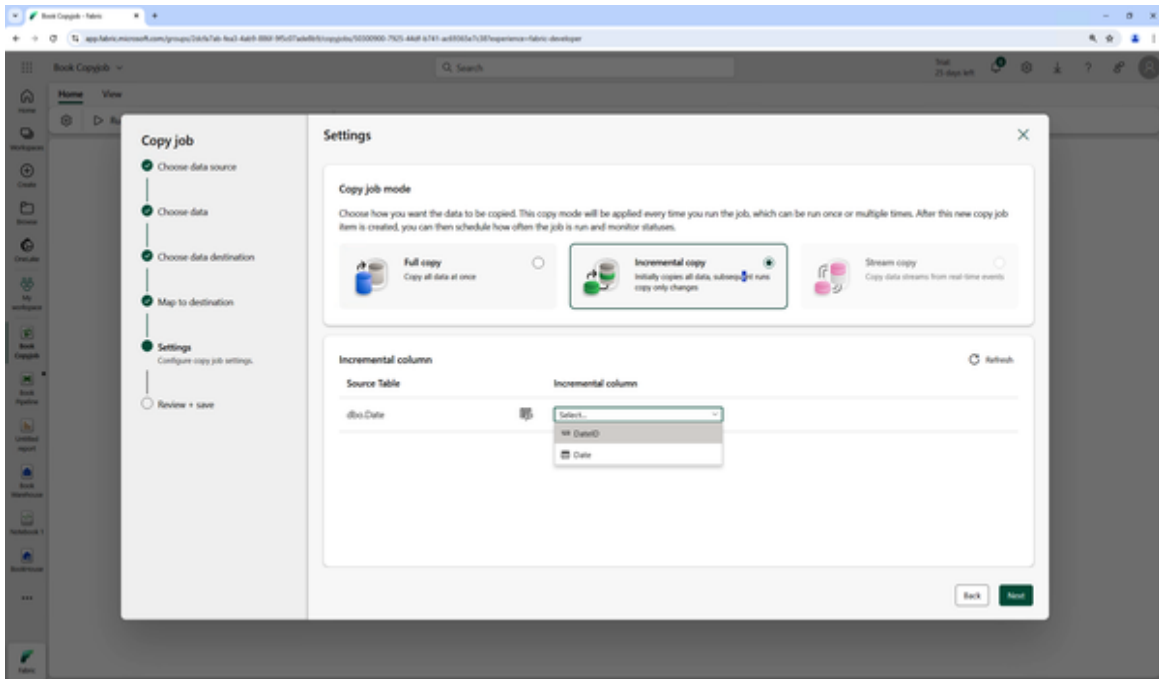 Book Copyjob - Fabric
Book Copyjob
Search
Trial
25 days left
Home
View
Home
Workspaces
Create
Browse
OneLake
My workspace
Book Copyjob
Book Pipeline
Untitled report
Book Warehouse
Notebook 1
Fabric
Copy job
Choose data source
Choose data
Choose data destination
Map to destination
Settings
Configure copy job settings.
Review + save
Settings
Copy job mode
Choose how you want the data to be copied. This copy mode will be applied every time you run the job, which can be run once or multiple times. After this new copy job
item is created, you can then schedule how often the job is run and monitor statuses.
Full copy
Copy all data at once
Incremental copy
Initially copies all data, subsequent runs
copy only changes
Stream copy
Copy data streams from real-time events
Incremental column
Refresh
Source Table
Incremental column
dbo.Date
Select...
DateID
Date
Back
Next